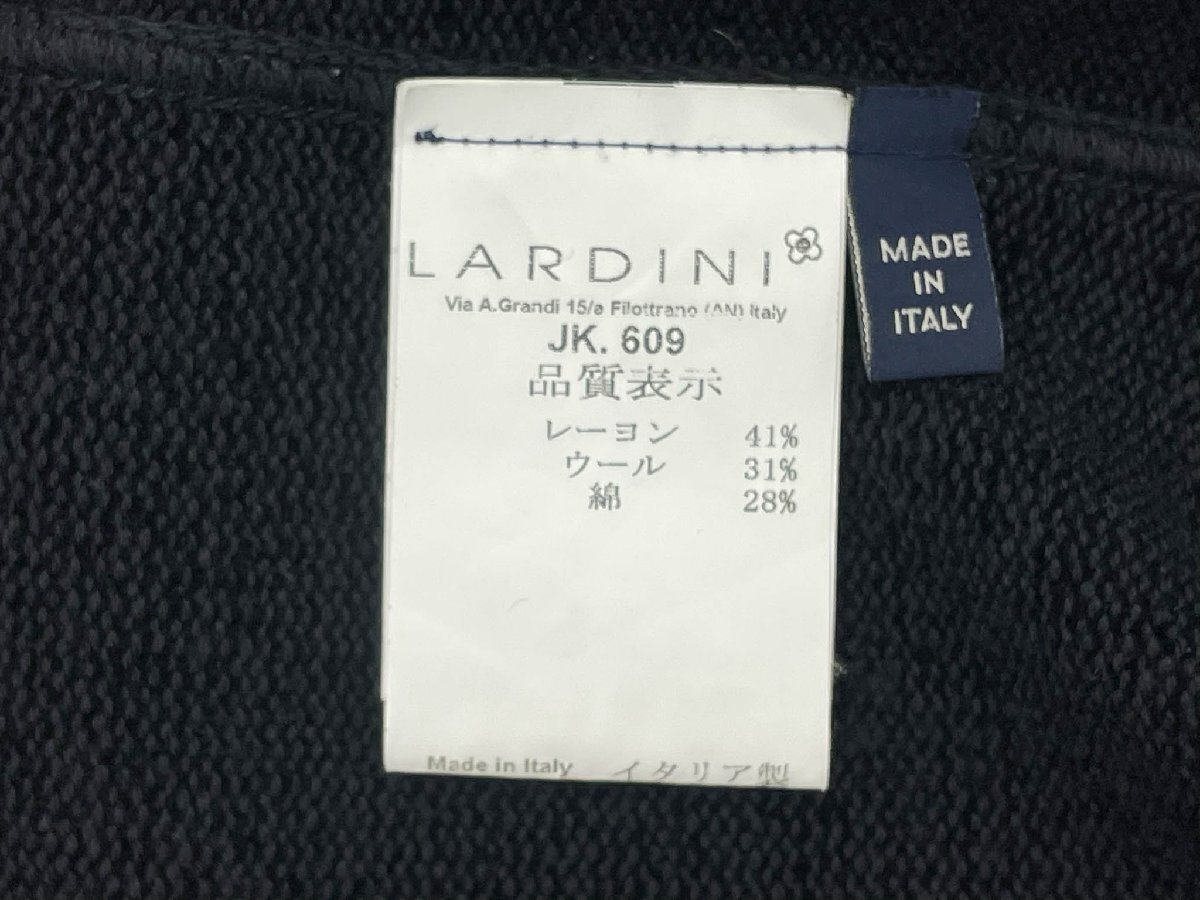 LARDINI
Via A.Grandi 15/a Filottrano (AN) Italy
JK. 609
品質表示
レーヨン 41%
ウール 31%
綿 28%
Made in Italy イタリア製
MADE
IN
ITALY